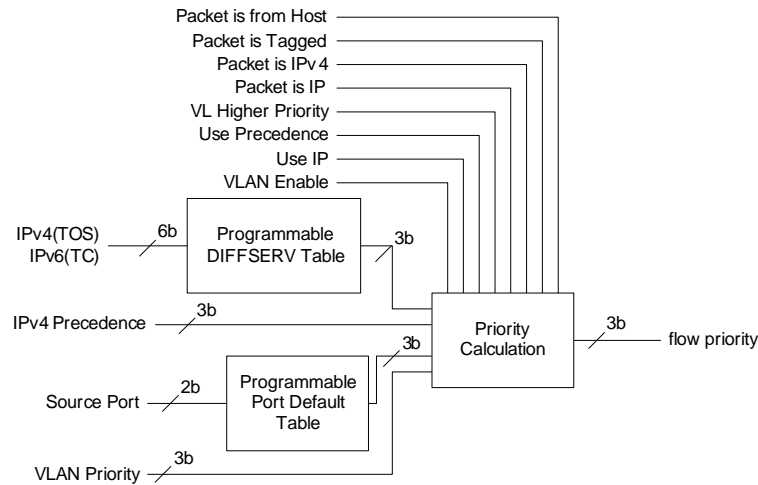 Packet is from Host
Packet is Tagged
Packet is IPv4
Packet is IP
VL Higher Priority
Use Precedence
Use IP
VLAN Enable
IPv4(TOS)
IPv6(TC)
6b
Programmable
DIFFSERV Table
3b
IPv4 Precedence
3b
Priority
Calculation
3b
flow priority
3b
Source Port
2b
Programmable
Port Default
Table
VLAN Priority
3b